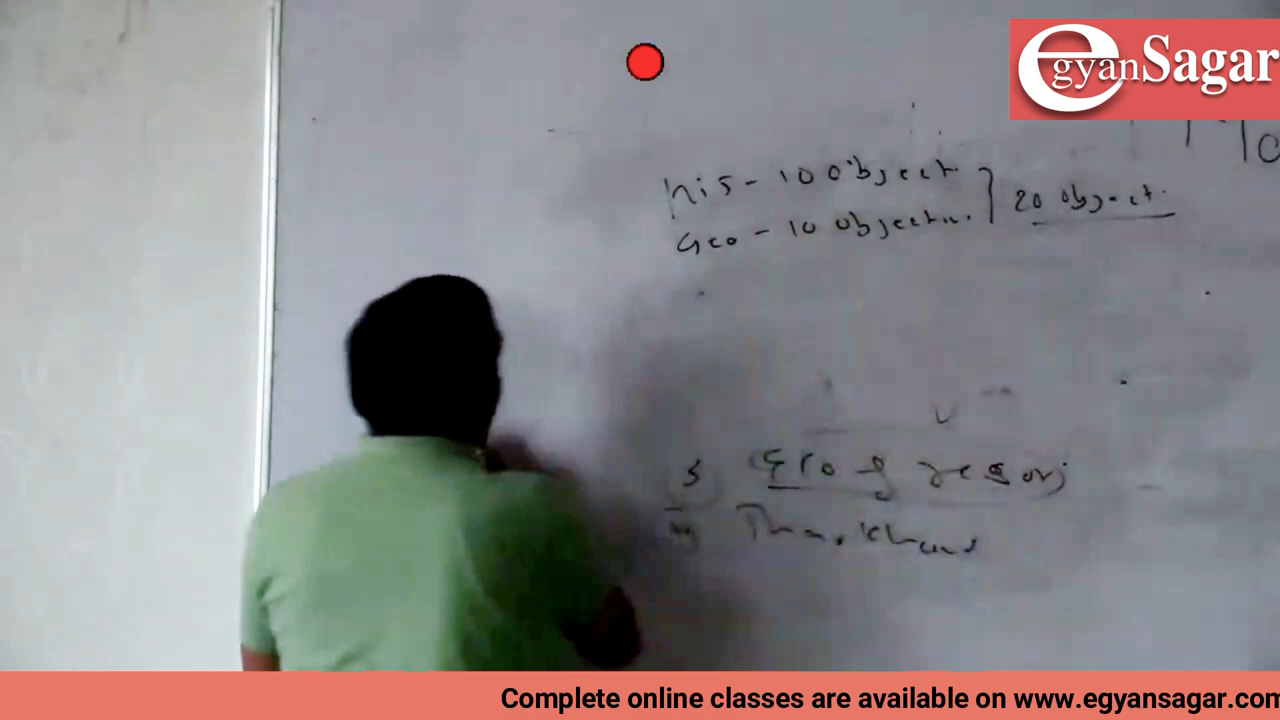 egyanSagar
his - 10 Object. } 20 Object.
Geo - 10 Objectiv.
Geo of
Jharkhand
Complete online classes are available on www.egyansagar.com